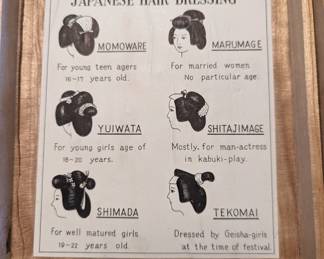 JAPANESE HAIR DRESSING
MOMOWARE
For young teen agers
16-17 years old.
MARUMAGE
For married women
No particular age.
YUIWATA
For young girls age of
18-20 years.
SHITAJIMAGE
Mostly, for man-actress
in kabuki-play.
SHIMADA
For well matured girls
19-22 years old.
TEKOMAI
Dressed by Geisha-girls
at the time of festival.